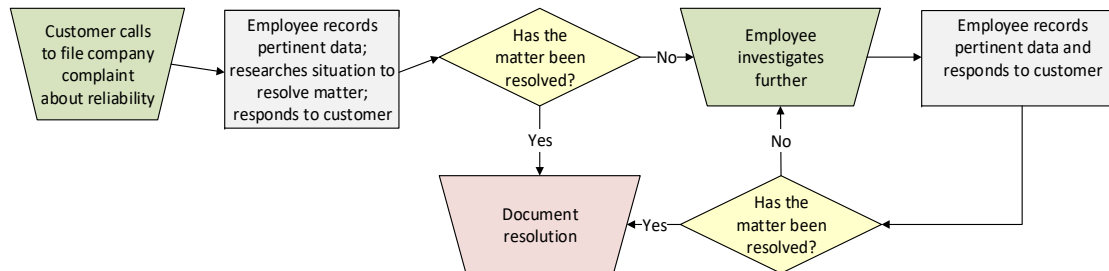 Customer calls
to file company
complaint
about reliability
Employee records
pertinent data;
researches situation to
resolve matter;
responds to customer
Has the
matter been
resolved?
No
Employee
investigates
further
Employee records
pertinent data and
responds to customer
Yes
No
Document
resolution
Yes
Has the
matter been
resolved?